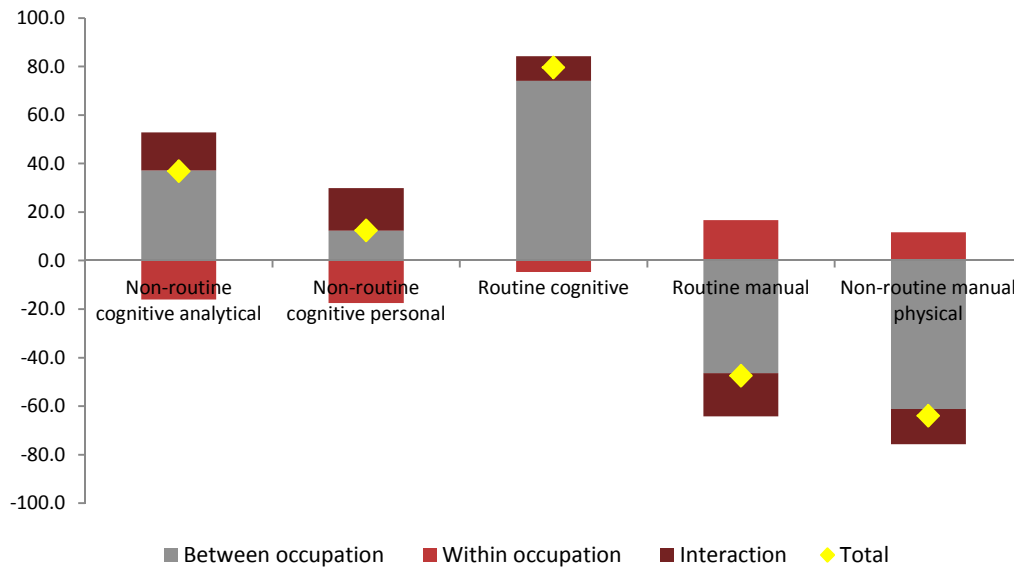 100.0
80.0
60.0
40.0
20.0
0.0
-20.0
-40.0
-60.0
-80.0
-100.0
Non-routine
cognitive analytical
Non-routine
cognitive personal
Routine cognitive
Routine manual
Non-routine manual
physical
Between occupation
Within occupation
Interaction
Total